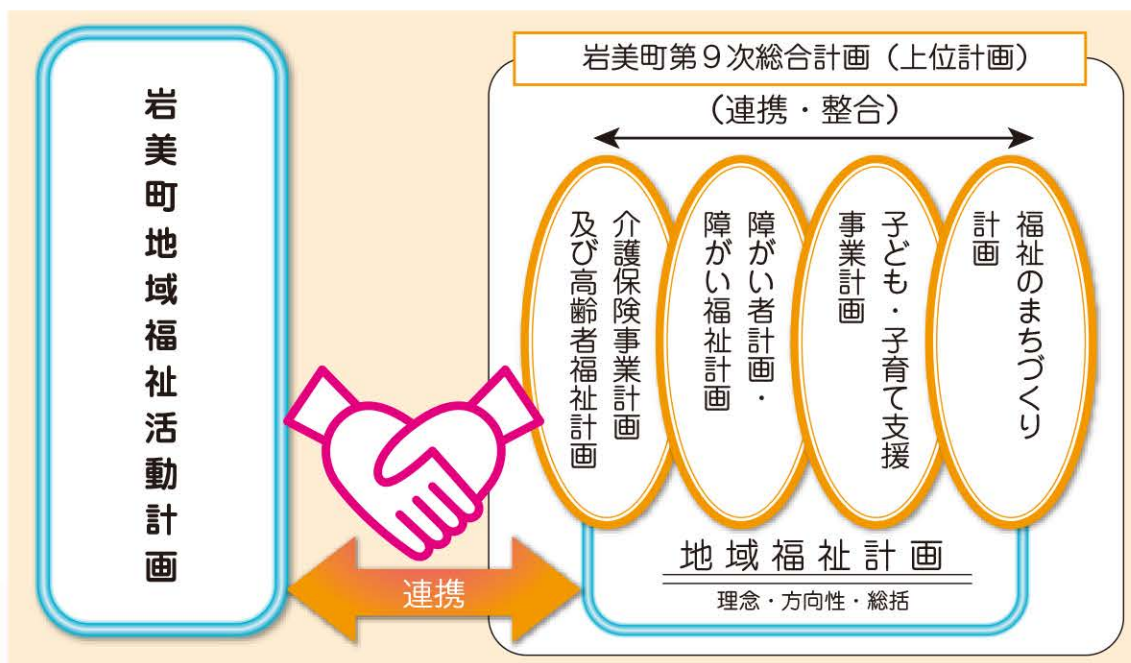 岩美町地域福祉活動計画
岩美町第9次総合計画（上位計画）
（連携・整合）
福祉のまちづくり
計画
子ども・子育て支援
事業計画
障がい者計画・
障がい福祉計画
介護保険事業計画
及び高齢者福祉計画
連携
地域福祉計画
理念・方向性・総括